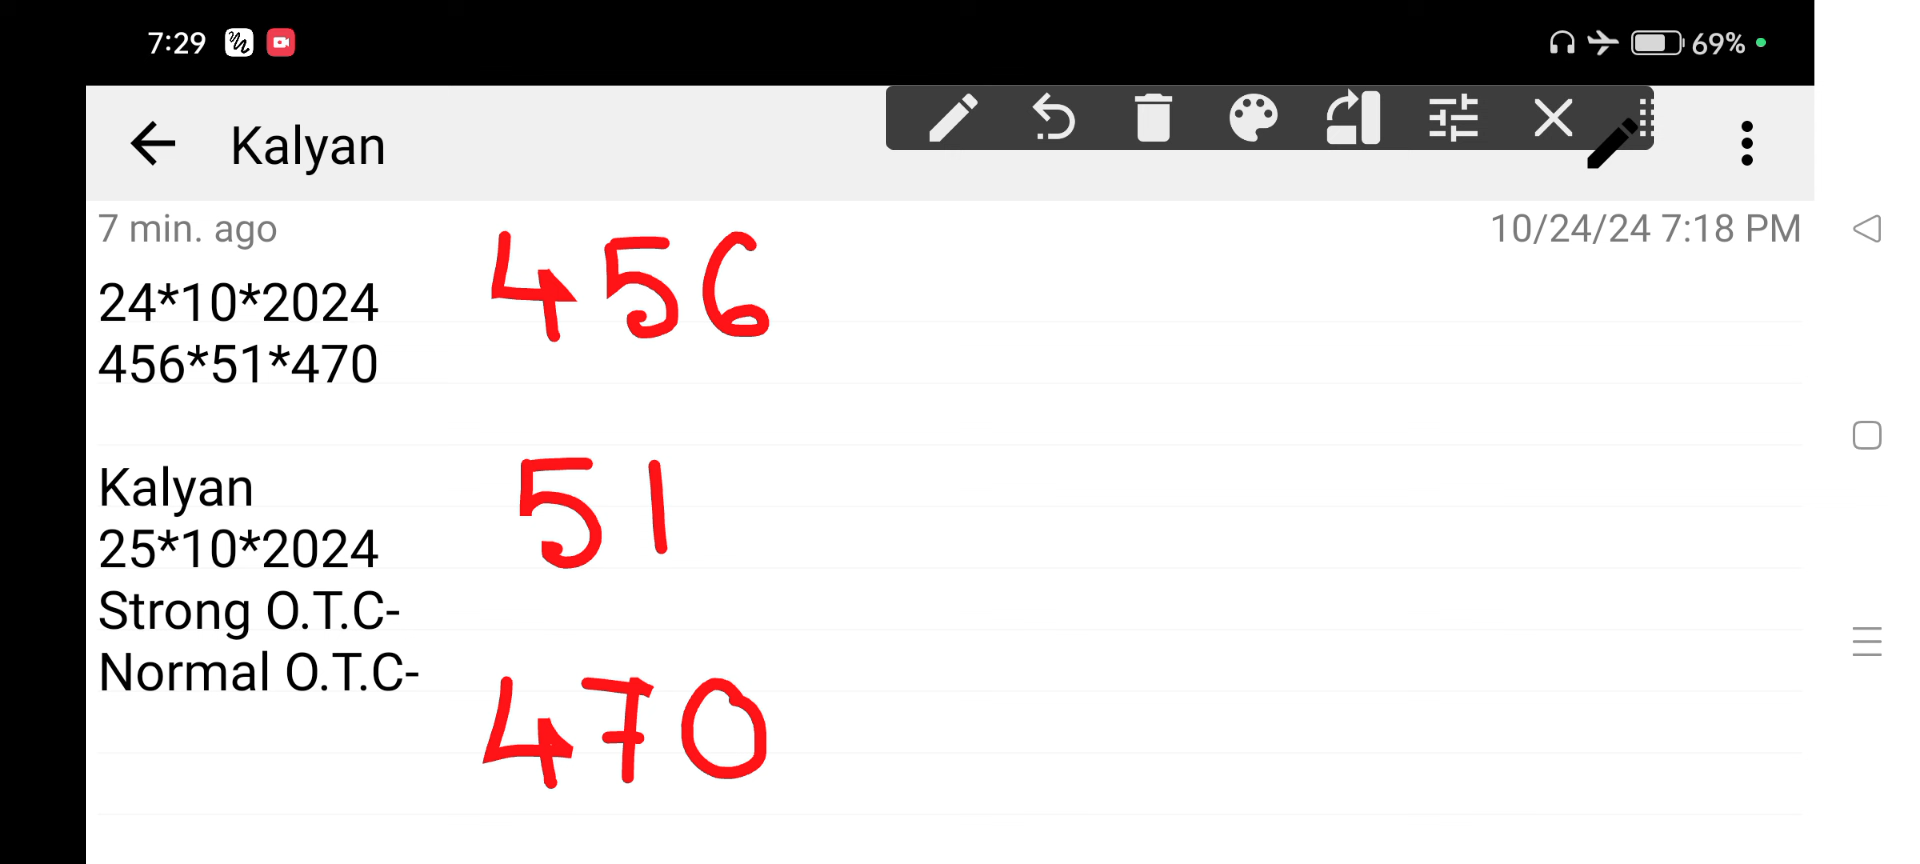 7:29 69%
Kalyan
7 min. ago 10/24/24 7:18 PM
24*10*2024
456*51*470
456
Kalyan
25*10*2024
51
Strong O.T.C-
Normal O.T.C-
470